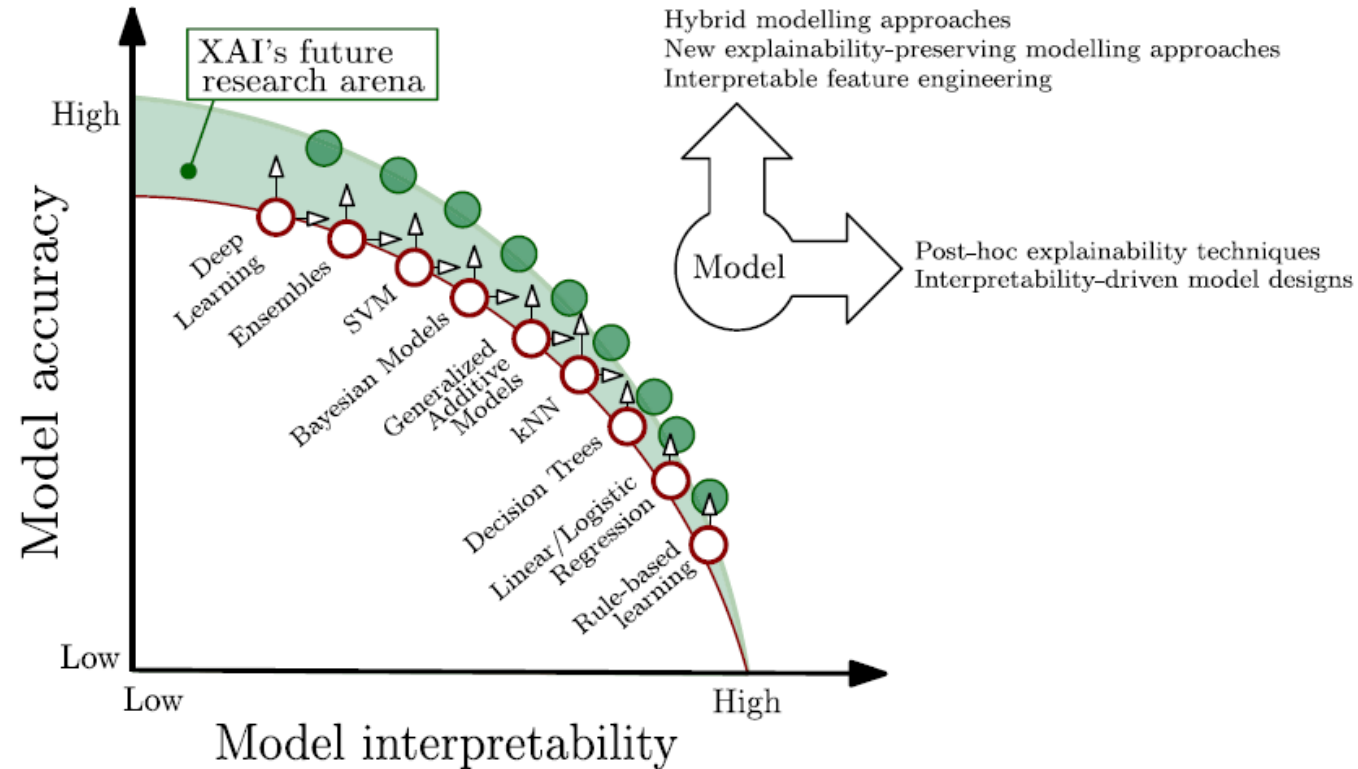 XAI's future
research arena
High
Model accuracy
Low
Low
High
Model interpretability
Deep
Learning
Ensembles
SVM
Bayesian Models
Generalized
Additive
Models
kNN
Decision Trees
Linear/Logistic
Regression
Rule-based
learning
Hybrid modelling approaches
New explainability-preserving modelling approaches
Interpretable feature engineering
Model
Post-hoc explainability techniques
Interpretability-driven model designs